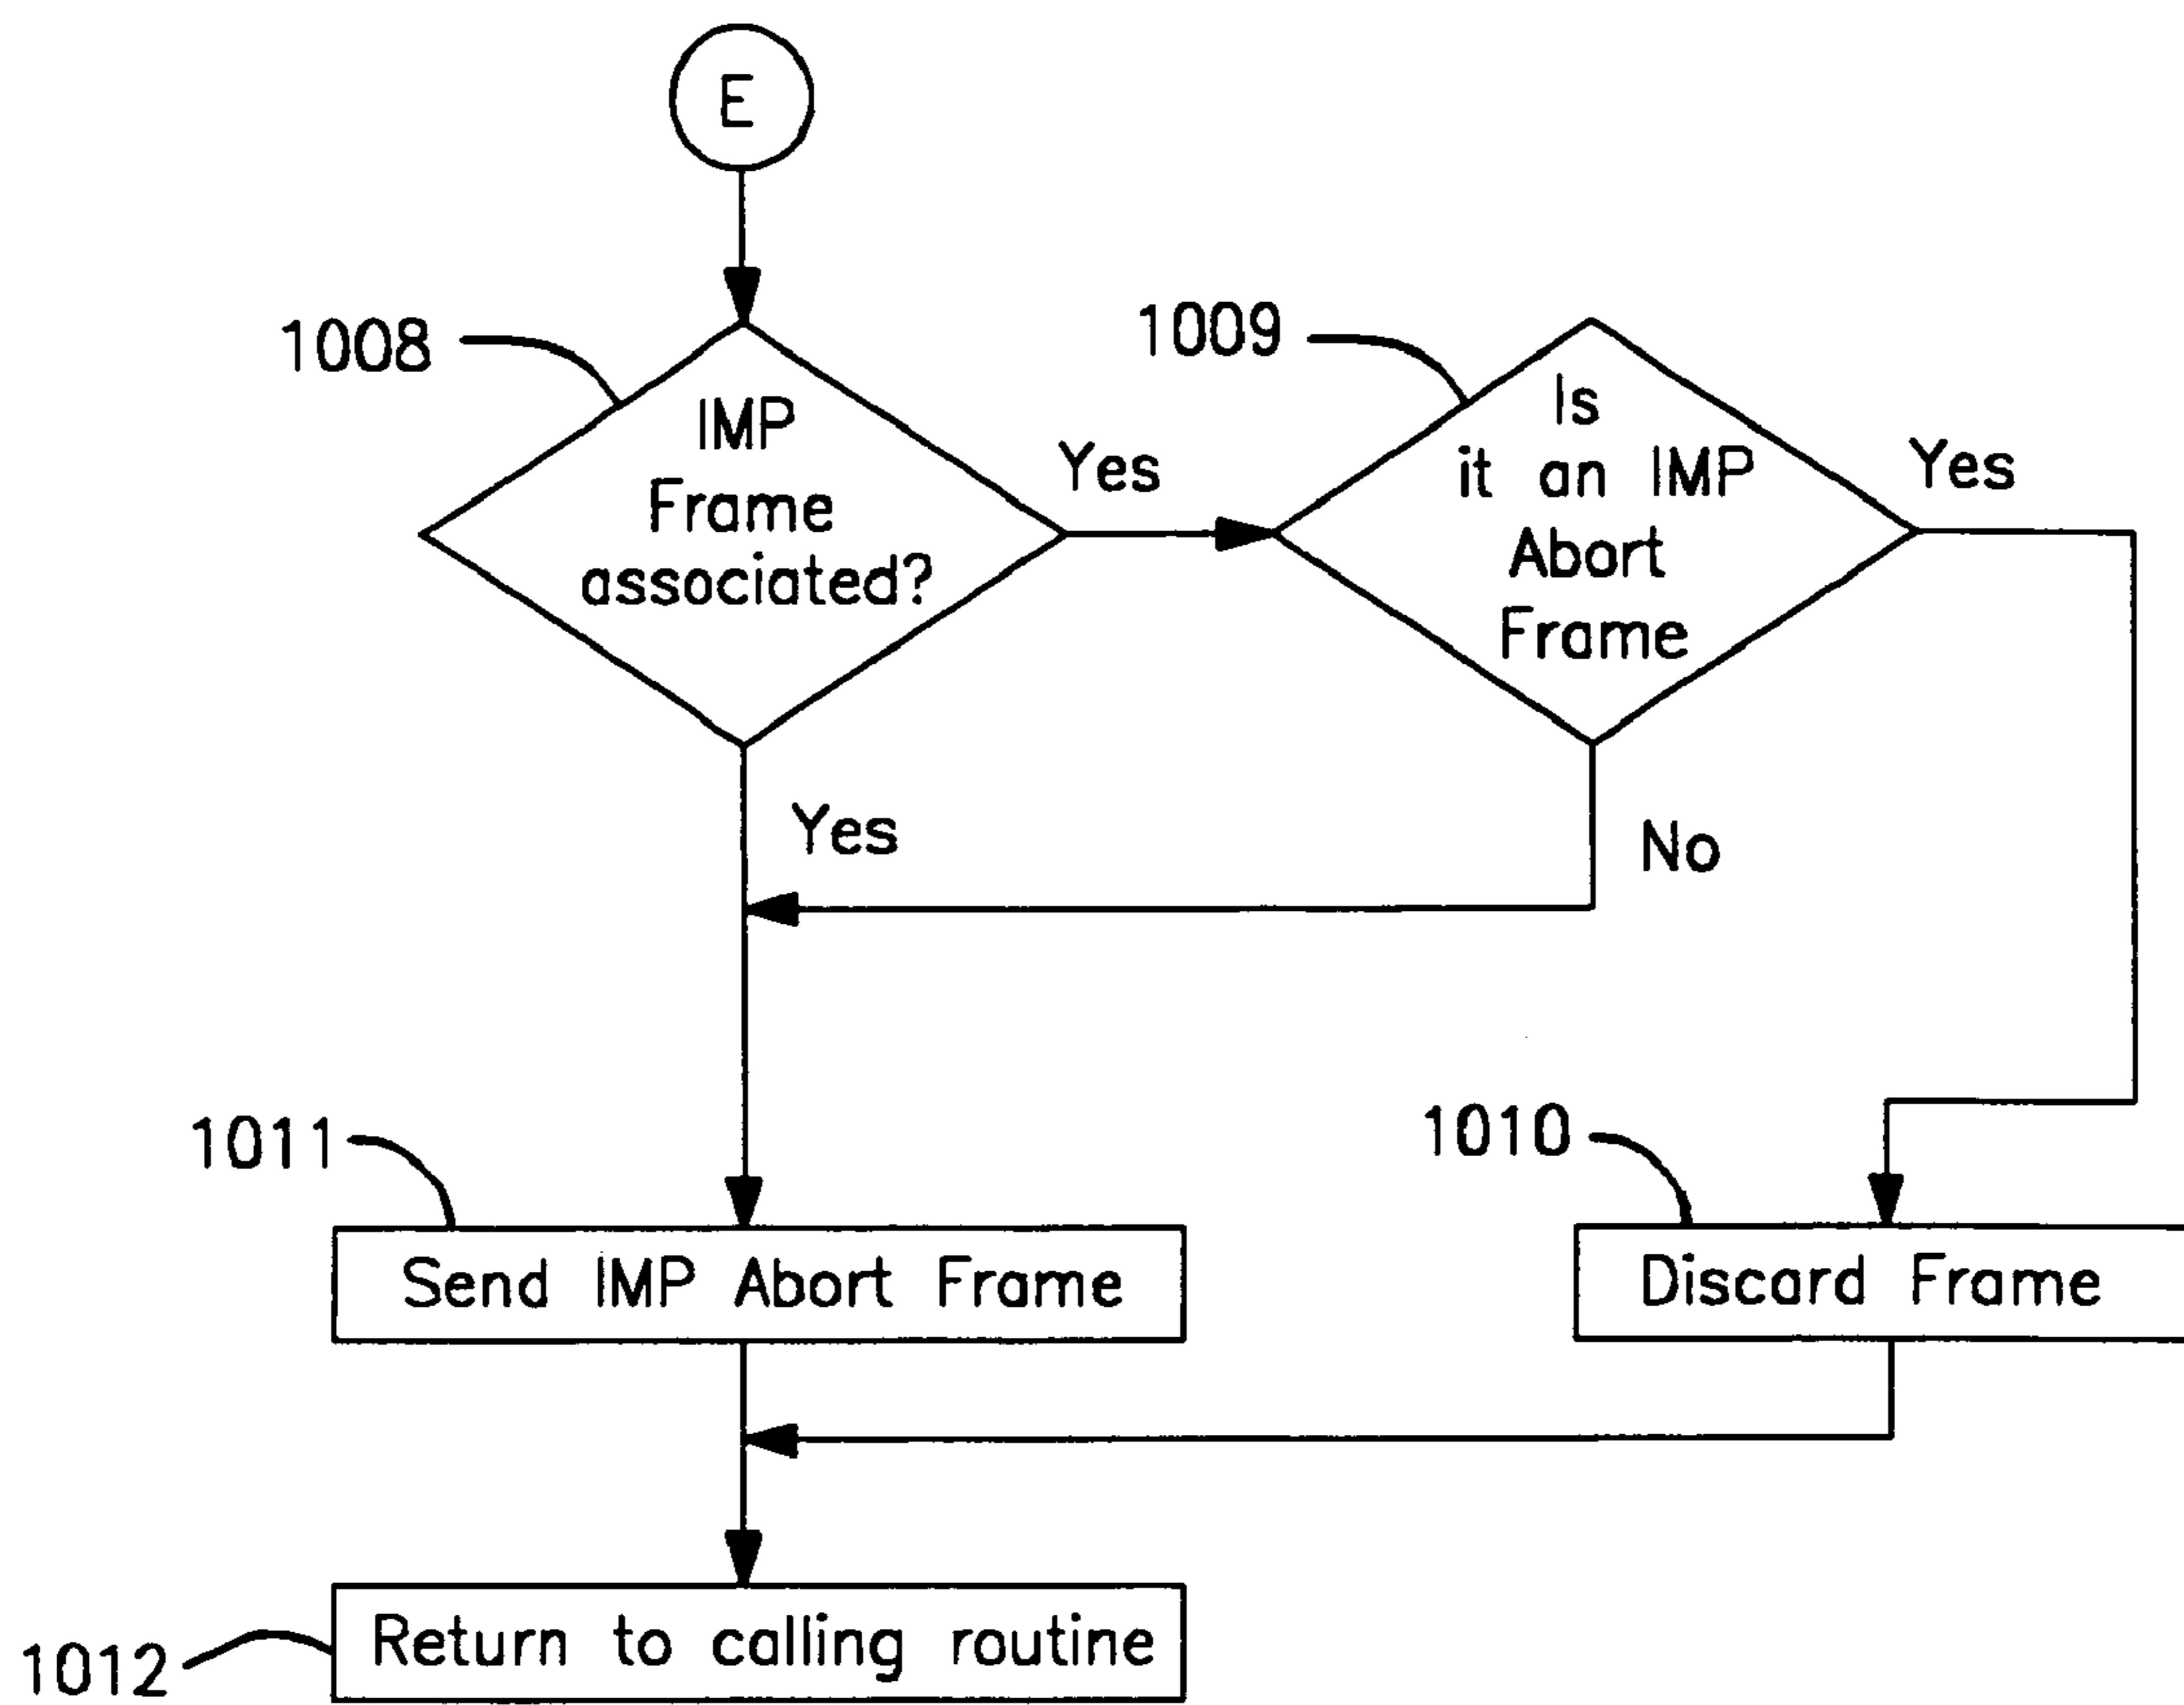 E
1008
IMP
Frame
associated?
Yes
1009
Is
it an IMP
Abort
Frame
Yes
Yes
No
1011
Send IMP Abort Frame
1010
Discard Frame
1012
Return to calling routine